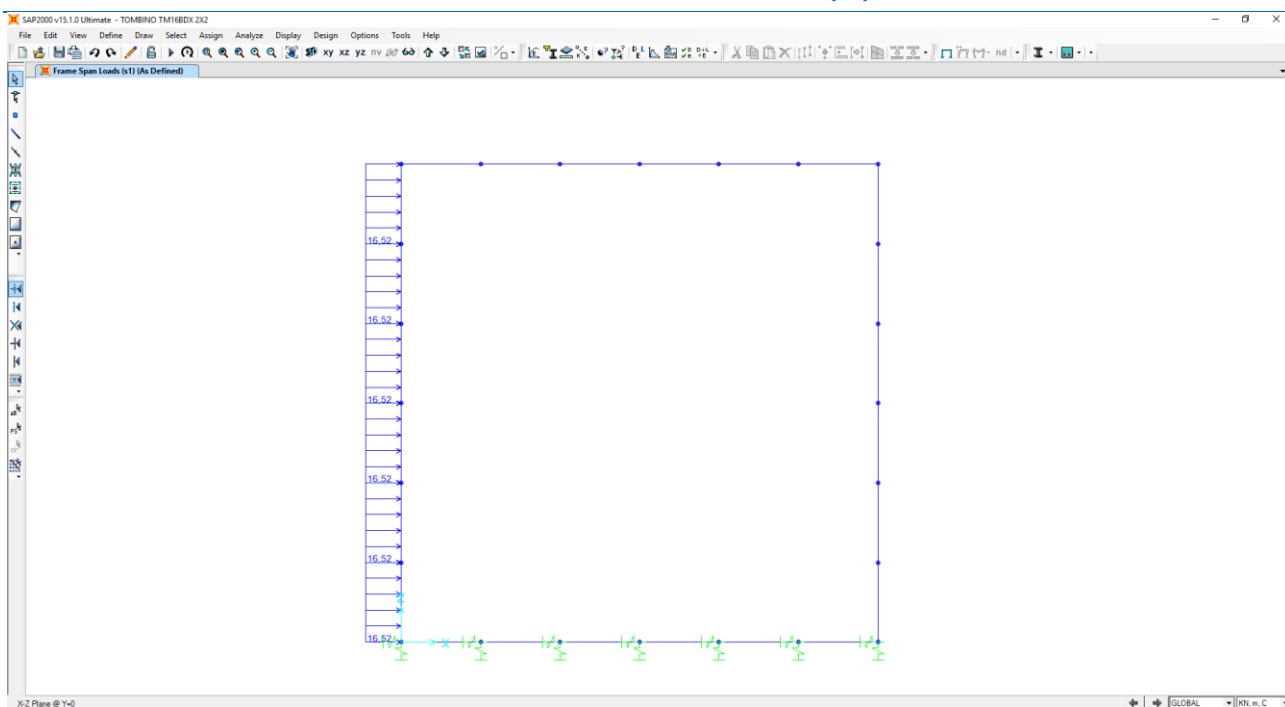 SAP2000 v15.1.0 Ultimate - TOMBINO TM16BDX 2X2
File Edit View Define Draw Select Assign Analyze Display Design Options Tools Help
xy xz yz nv nd
Frame Span Loads (s1) (As Defined)
16,52
16,52
16,52
16,52
16,52
16,52
X
X-Z Plane @ Y=0 GLOBAL KN, m, C